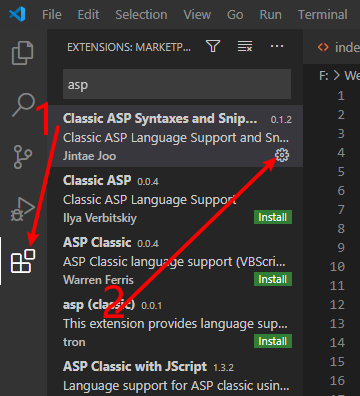 File Edit Selection View Go Run Terminal
EXTENSIONS: MARKETP...
inde
asp
F: > We
Classic ASP Syntaxes and Snip... 0.1.2
Classic ASP Language Support and Sn...
Jintae Joo
Classic ASP 0.0.4
Classic ASP Language Support
Ilya Verbitskiy Install
ASP Classic 0.0.4
ASP Classic language support (VBScri...
Warren Ferris Install
asp (classic) 0.0.1
This extension provides language sup...
tron Install
ASP Classic with JScript 1.3.2
Language support for ASP classic usin...
1
2
1
2
3
4
5
6
7
8
9
10
11
12
13
14
15
16
17
18